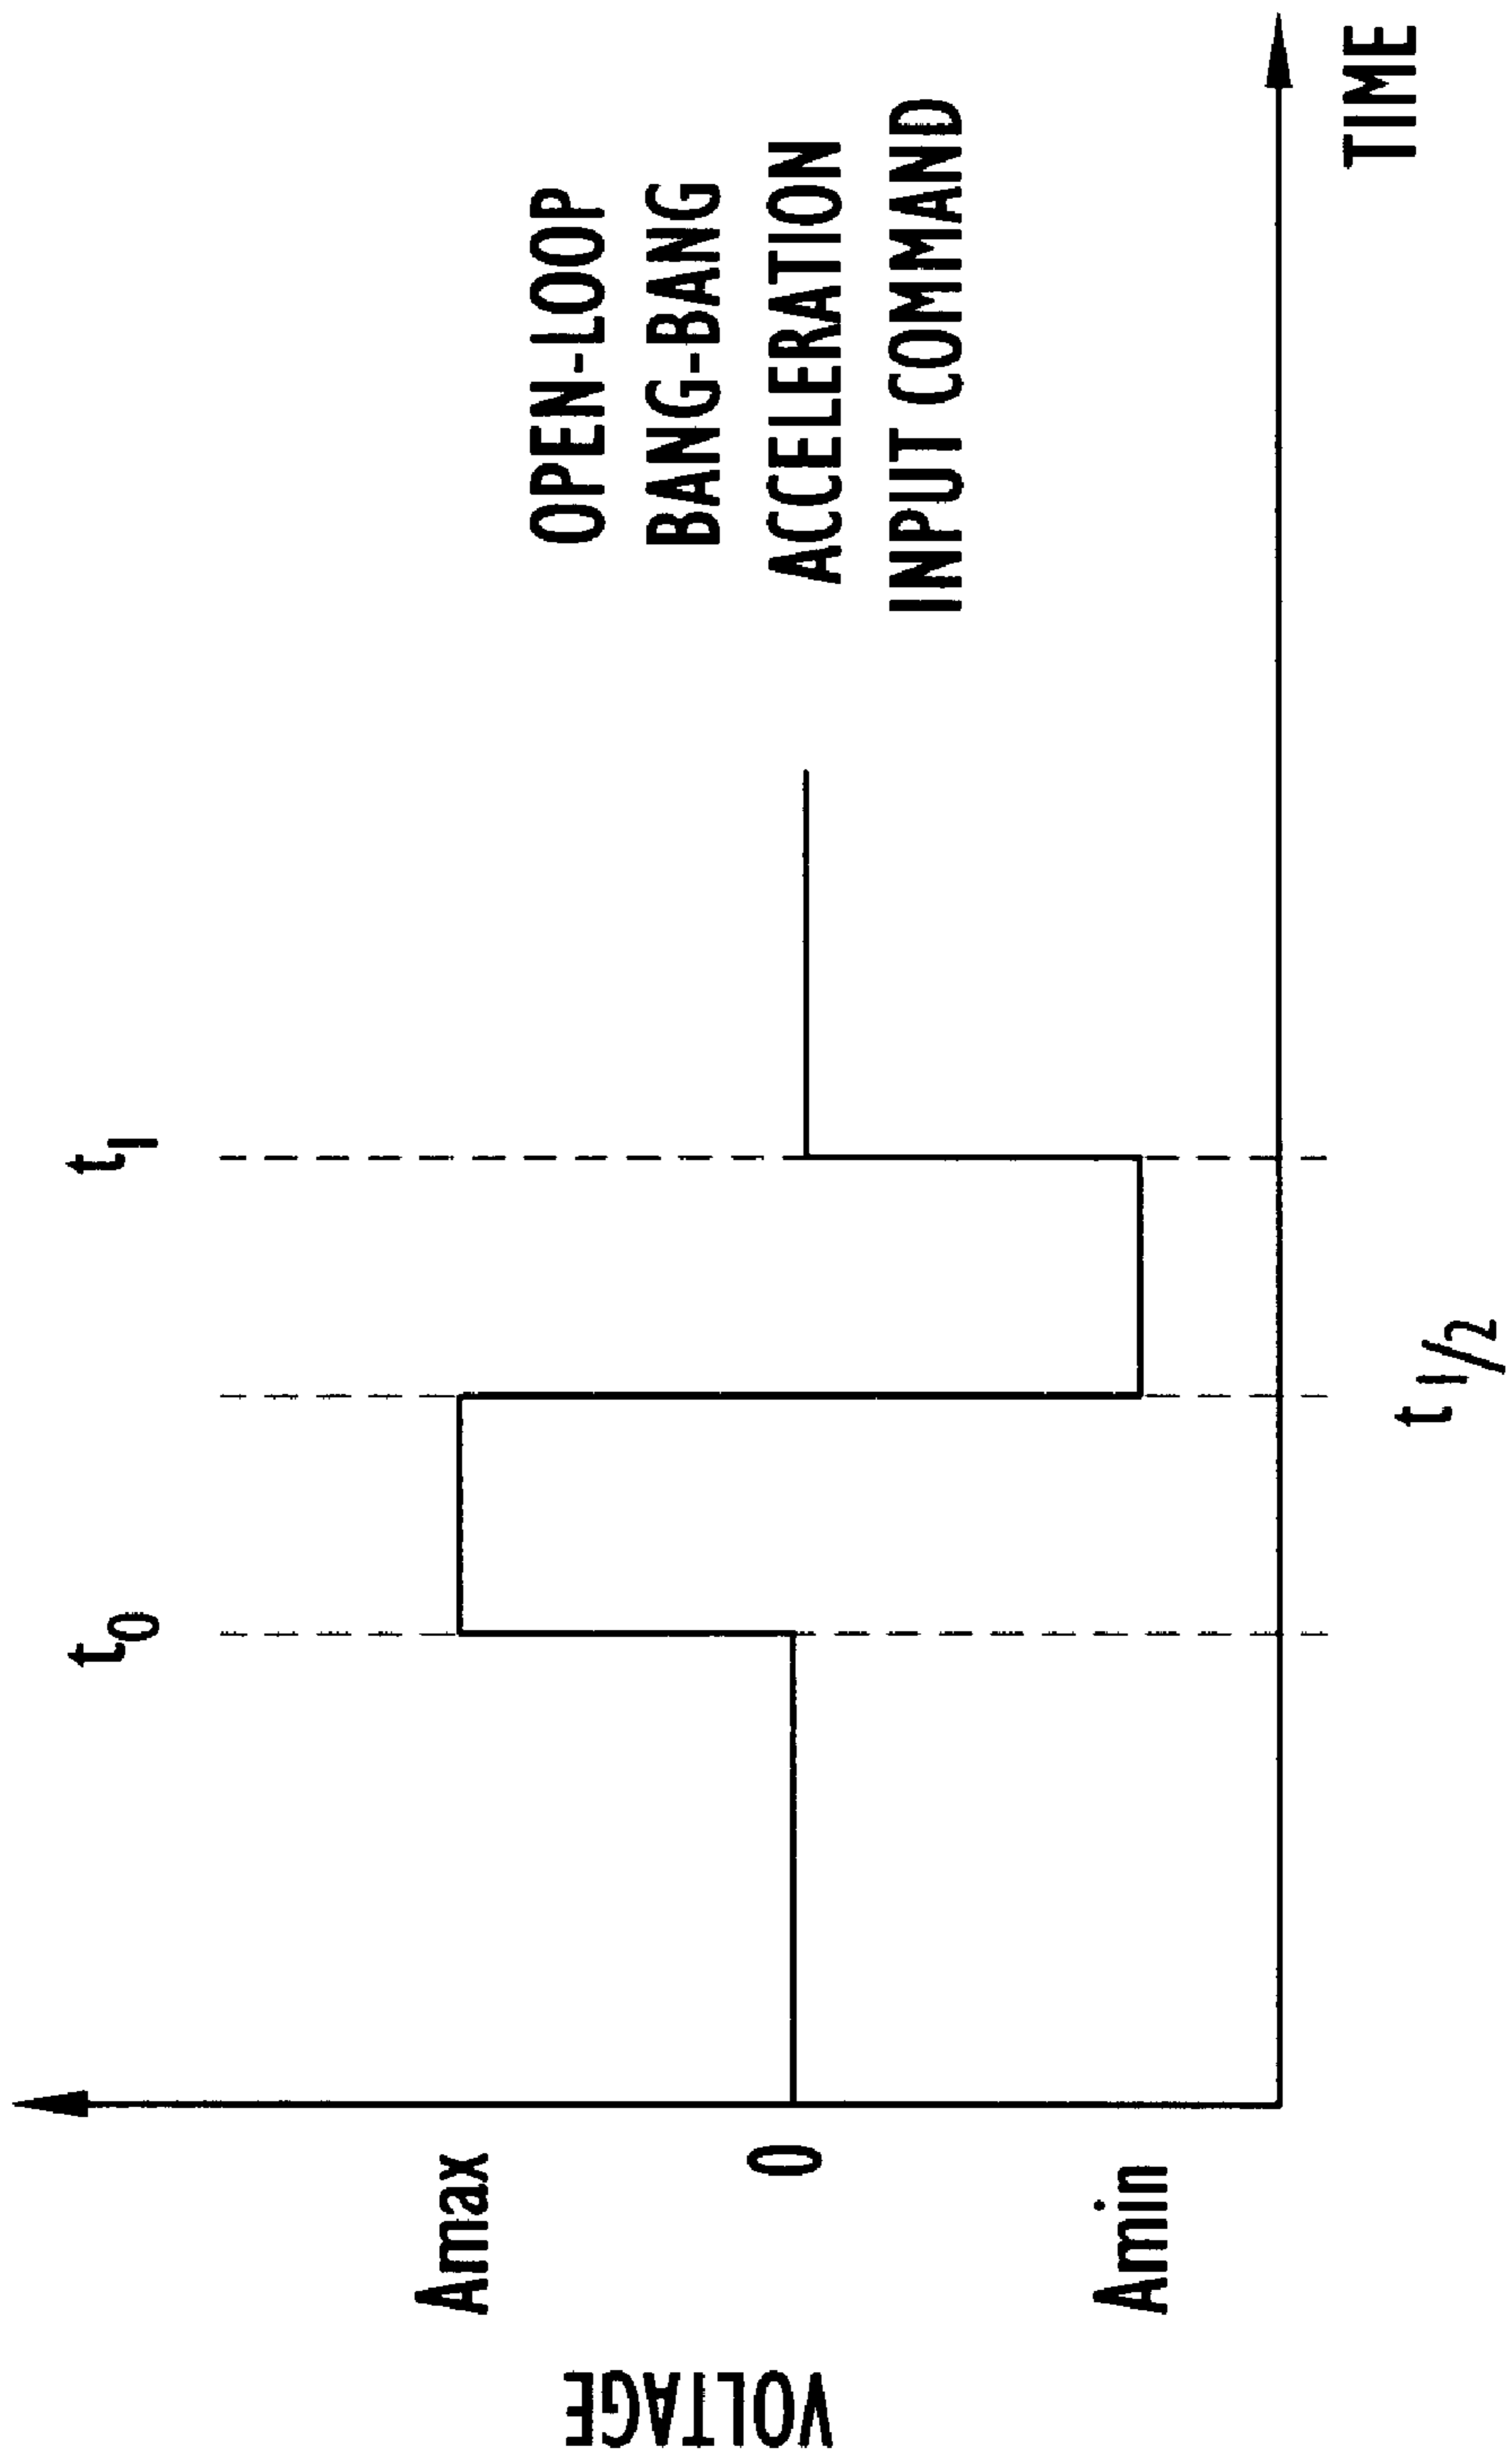 t₀
t₁
Amax
0
Amin
VOLTAGE
OPEN-LOOP
BANG-BANG
ACCELERATION
INPUT COMMAND
t₁/2
TIME